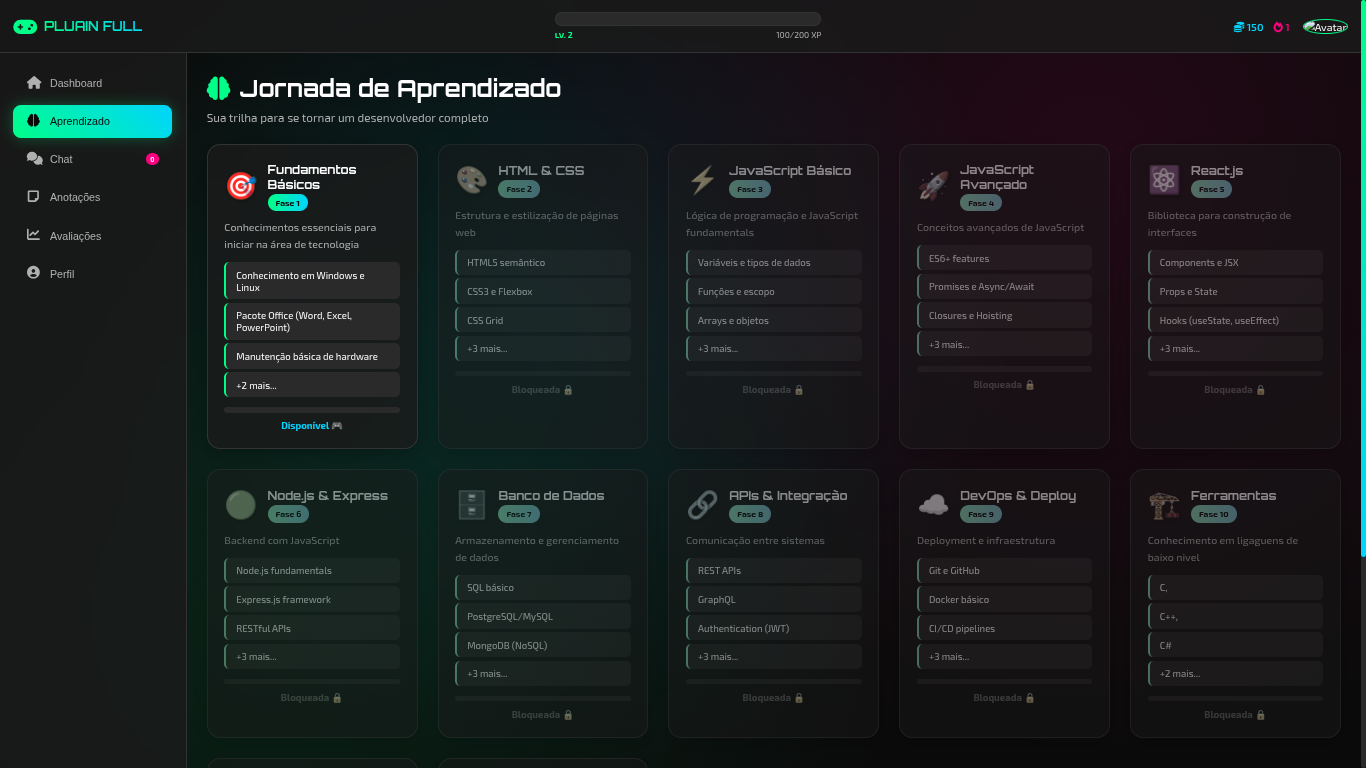 PLUAIN FULL
LV. 2
100/200 XP
150
1
Avatar
Dashboard
Aprendizado
Chat
0
Anotações
Avaliações
Perfil
Jornada de Aprendizado
Sua trilha para se tornar um desenvolvedor completo
Fundamentos
Básicos
Fase 1
Conhecimentos essenciais para
iniciar na área de tecnologia
Conhecimento em Windows e
Linux
Pacote Office (Word, Excel,
PowerPoint)
Manutenção básica de hardware
+2 mais...
Disponível
HTML & CSS
Fase 2
Estrutura e estilização de páginas
web
HTML5 semântico
CSS3 e Flexbox
CSS Grid
+3 mais...
Bloqueada
JavaScript Básico
Fase 3
Lógica de programação e JavaScript
fundamentals
Variáveis e tipos de dados
Funções e escopo
Arrays e objetos
+3 mais...
Bloqueada
JavaScript
Avançado
Fase 4
Conceitos avançados de JavaScript
ES6+ features
Promises e Async/Await
Closures e Hoisting
+3 mais...
Bloqueada
React.js
Fase 5
Biblioteca para construção de
interfaces
Components e JSX
Props e State
Hooks (useState, useEffect)
+3 mais...
Bloqueada
Node.js & Express
Fase 6
Backend com JavaScript
Node.js fundamentals
Express.js framework
RESTful APIs
+3 mais...
Bloqueada
Banco de Dados
Fase 7
Armazenamento e gerenciamento
de dados
SQL básico
PostgreSQL/MySQL
MongoDB (NoSQL)
+3 mais...
Bloqueada
APIs & Integração
Fase 8
Comunicação entre sistemas
REST APIs
GraphQL
Authentication (JWT)
+3 mais...
Bloqueada
DevOps & Deploy
Fase 9
Deployment e infraestrutura
Git e GitHub
Docker básico
CI/CD pipelines
+3 mais...
Bloqueada
Ferramentas
Fase 10
Conhecimento em ligaguens de
baixo nivel
C,
C++,
C#
+2 mais...
Bloqueada